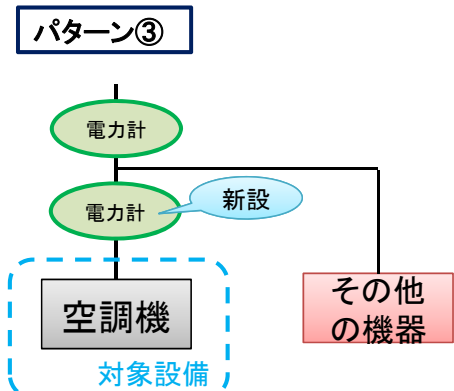 パターン③
電力計
電力計
新設
空調機
その他
の機器
対象設備